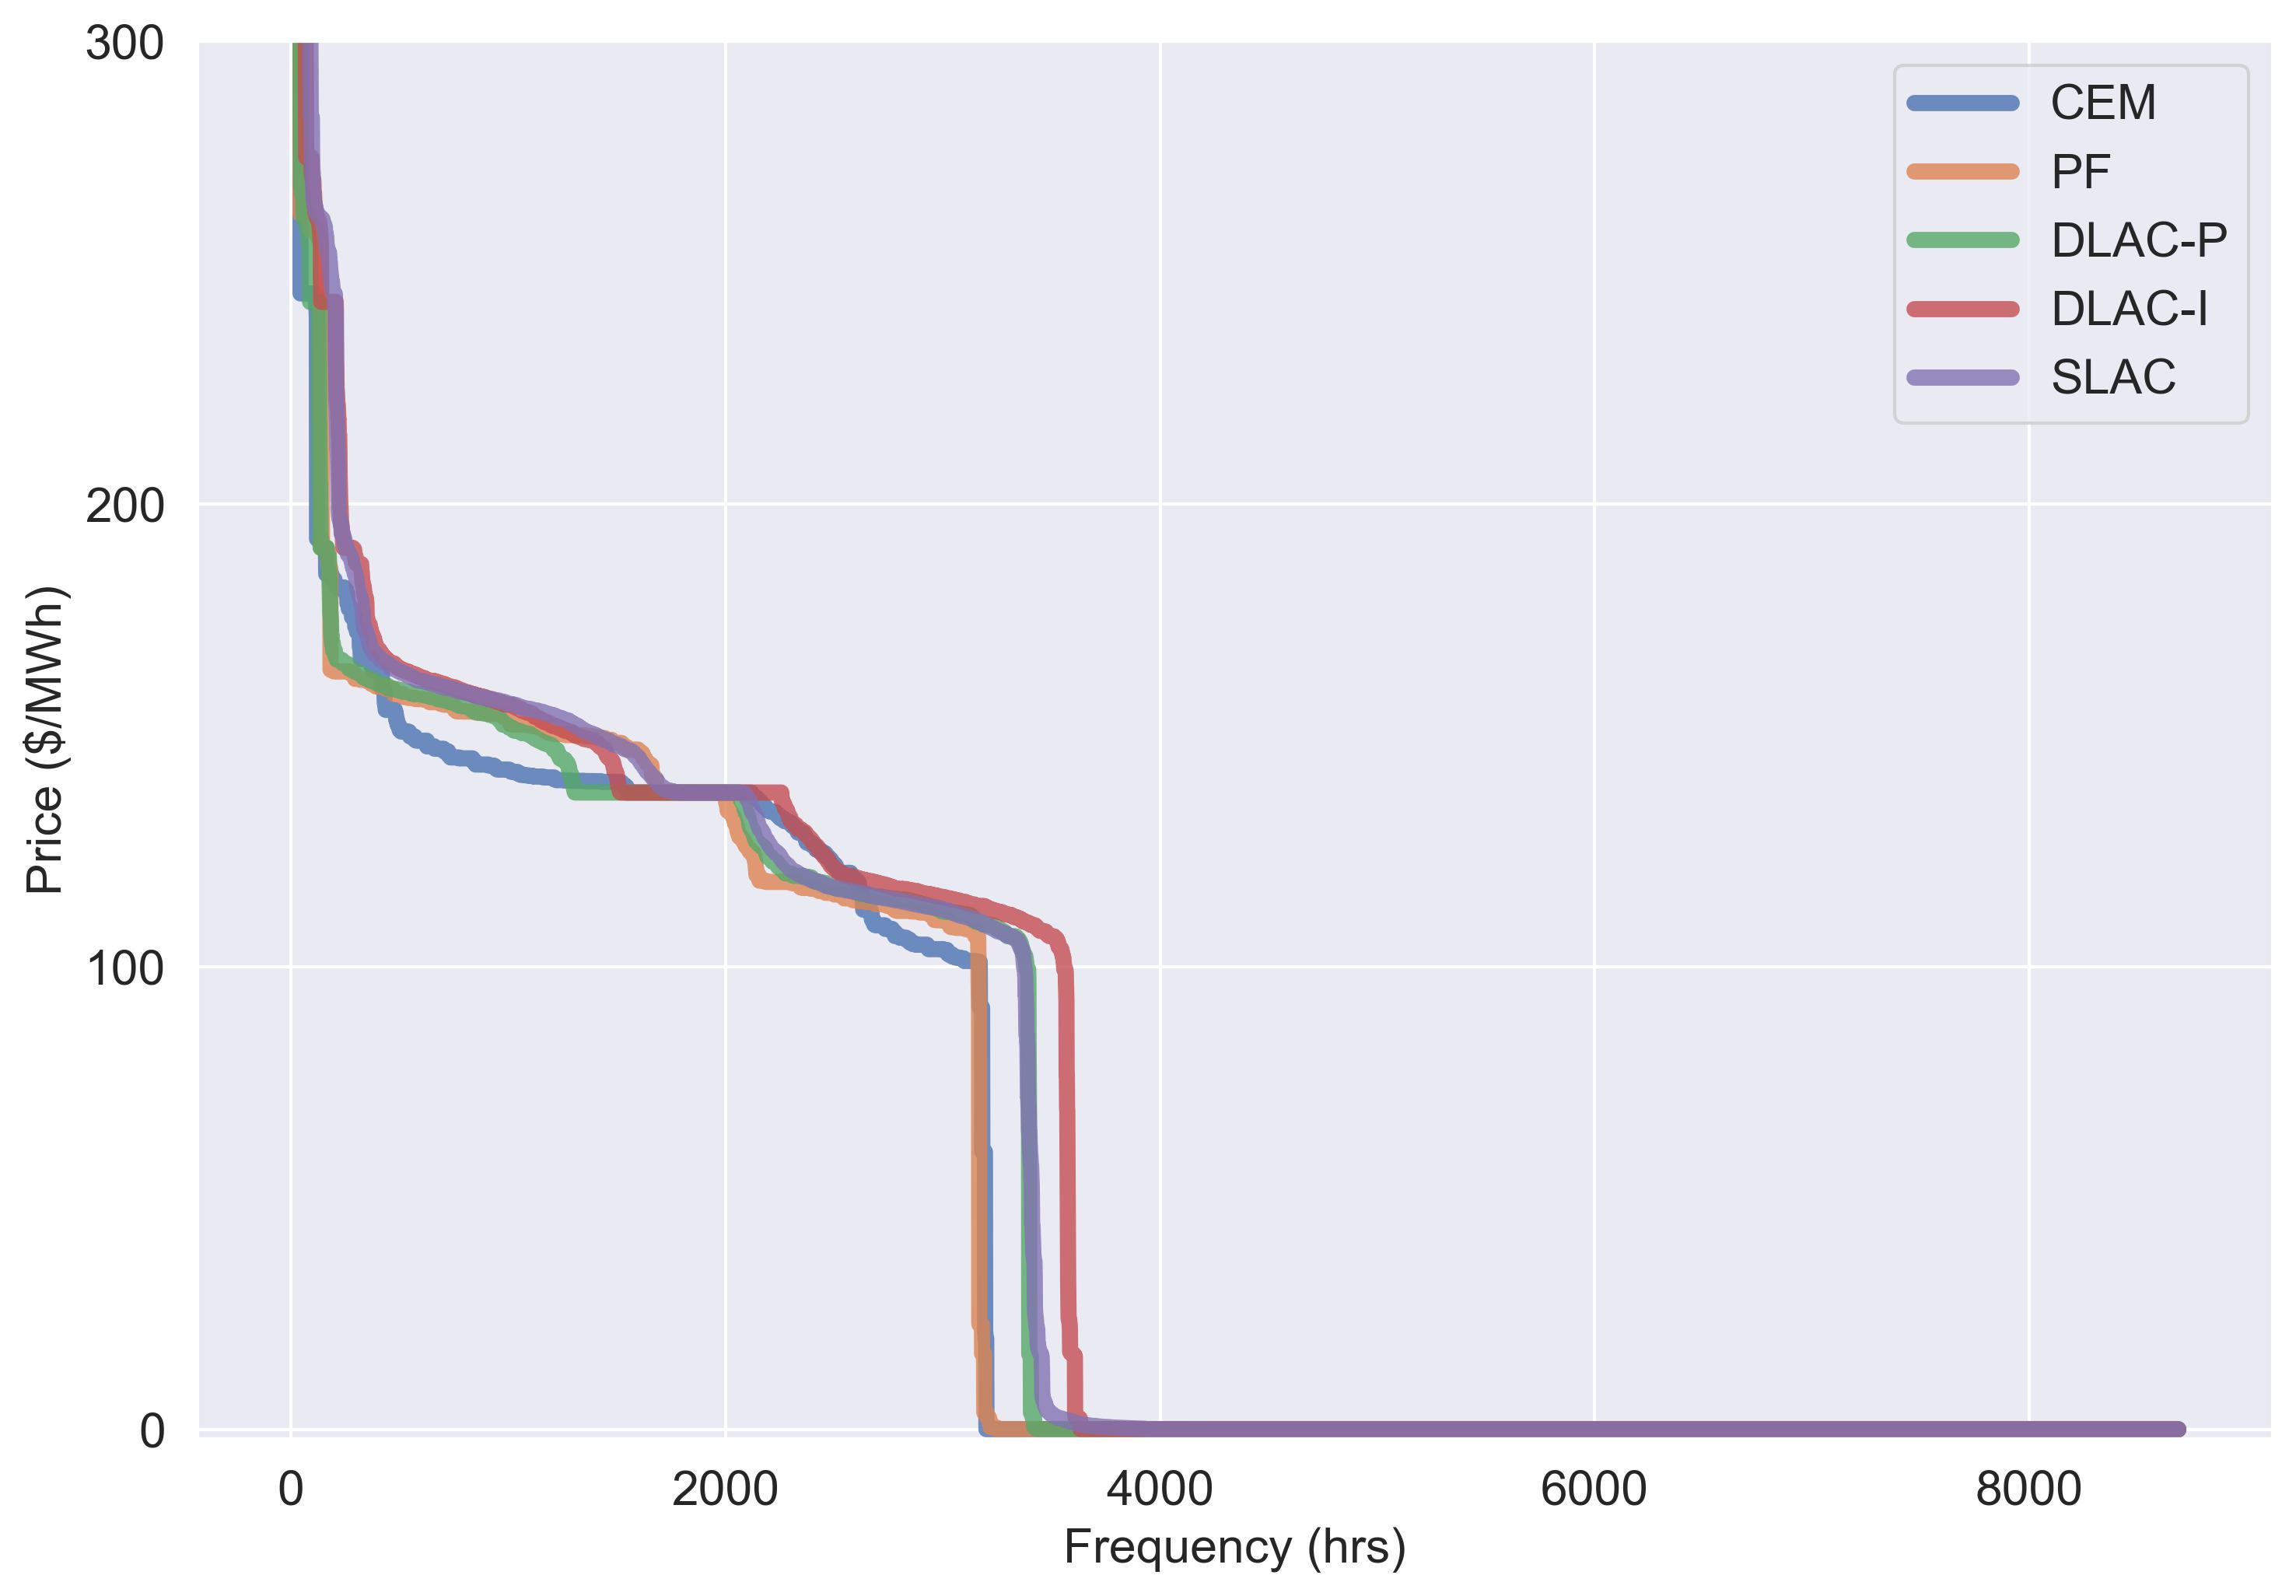 300
200
100
0
Price ($/MWh)
CEM
PF
DLAC-P
DLAC-I
SLAC
0 2000 4000 6000 8000
Frequency (hrs)